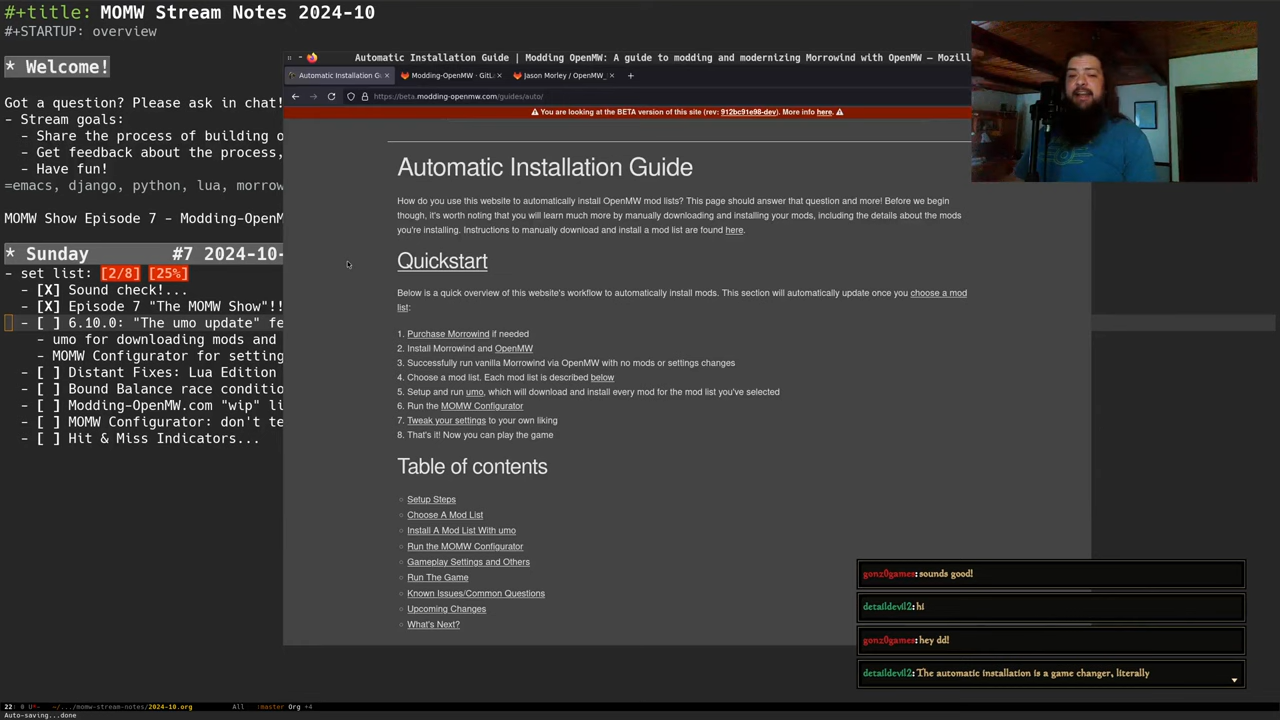 #+title: MOMW Stream Notes 2024-10
#+STARTUP: overview
* Welcome!
Got a question? Please ask in chat!
- Stream goals:
- Share the process of building o
- Get feedback about the process,
- Have fun!
=emacs, django, python, lua, morrow
MOMW Show Episode 7 - Modding-OpenM
* Sunday #7 2024-10-
- set list: [2/8] [25%]
- [X] Sound check!...
- [X] Episode 7 "The MOMW Show"!!
- [ ] 6.10.0: "The umo update" fe
- umo for downloading mods and
- MOMW Configurator for setting
- [ ] Distant Fixes: Lua Edition
- [ ] Bound Balance race conditio
- [ ] Modding-OpenMW.com "wip" li
- [ ] MOMW Configurator: don't te
- [ ] Hit & Miss Indicators...
Automatic Installation Guide | Modding OpenMW: A guide to modding and modernizing Morrowind with OpenMW — Mozill
Automatic Installation G
Modding-OpenMW · GitL
Jason Morley / OpenMW_
https://beta.modding-openmw.com/guides/auto/
You are looking at the BETA version of this site (rev: 912bc91e98-dev). More info here.
Automatic Installation Guide
How do you use this website to automatically install OpenMW mod lists? This page should answer that question and more! Before we begin
though, it's worth noting that you will learn much more by manually downloading and installing your mods, including the details about the mods
you're installing. Instructions to manually download and install a mod list are found here.
Quickstart
Below is a quick overview of this website's workflow to automatically install mods. This section will automatically update once you choose a mod
list:
1. Purchase Morrowind if needed
2. Install Morrowind and OpenMW
3. Successfully run vanilla Morrowind via OpenMW with no mods or settings changes
4. Choose a mod list. Each mod list is described below
5. Setup and run umo, which will download and install every mod for the mod list you've selected
6. Run the MOMW Configurator
7. Tweak your settings to your own liking
8. That's it! Now you can play the game
Table of contents
Setup Steps
Choose A Mod List
Install A Mod List With umo
Run the MOMW Configurator
Gameplay Settings and Others
Run The Game
Known Issues/Common Questions
Upcoming Changes
What's Next?
gonz0games: sounds good!
detaildevil2: hi
gonz0games: hey dd!
detaildevil2: The automatic installation is a game changer, literally
22: 0 U*- ~/.../momw-stream-notes/2024-10.org All :master Org +4
Auto-saving...done